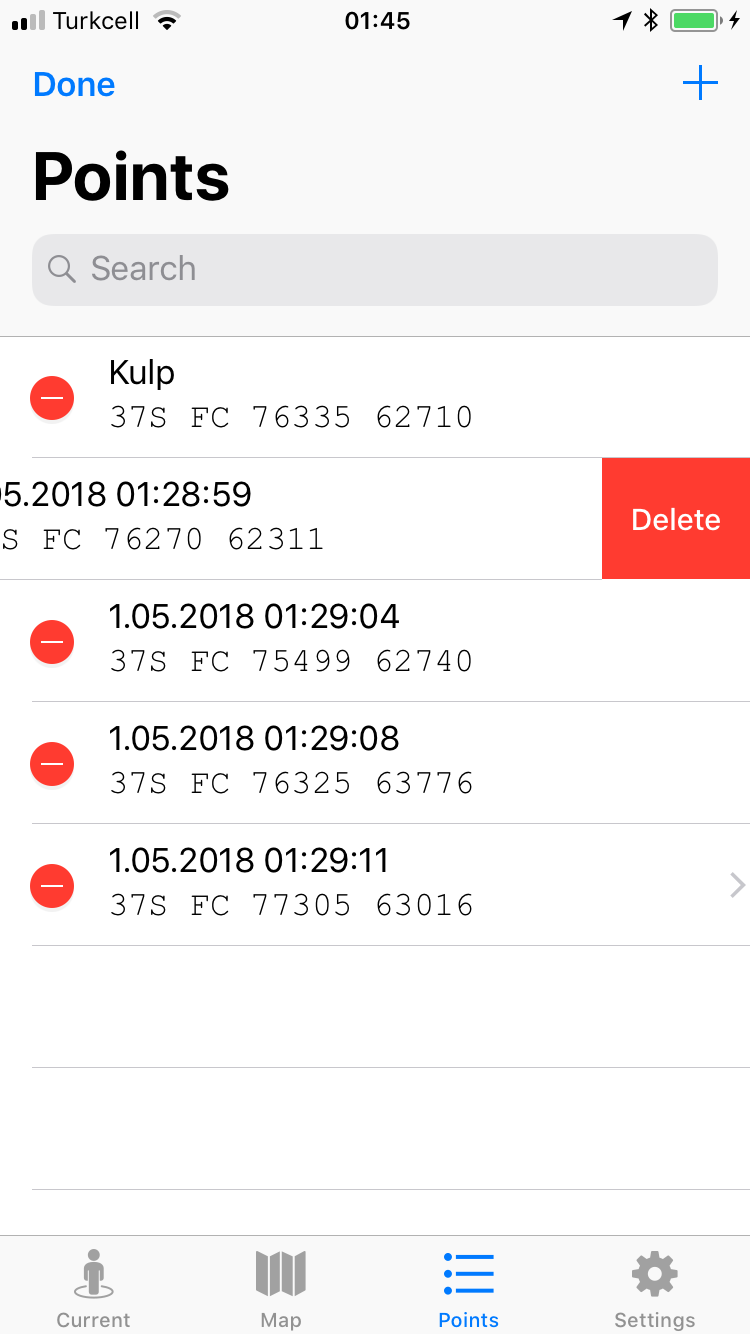 Turkcell 01:45
Done
Points
Search
Kulp
37S FC 76335 62710
05.2018 01:28:59
S FC 76270 62311
Delete
1.05.2018 01:29:04
37S FC 75499 62740
1.05.2018 01:29:08
37S FC 76325 63776
1.05.2018 01:29:11
37S FC 77305 63016
Current Map Points Settings